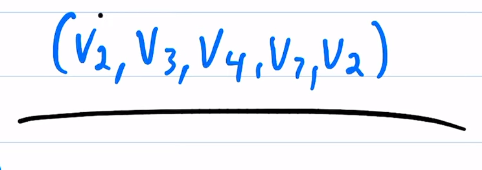 (V₂, V₃, V₄, V₇, V₂)